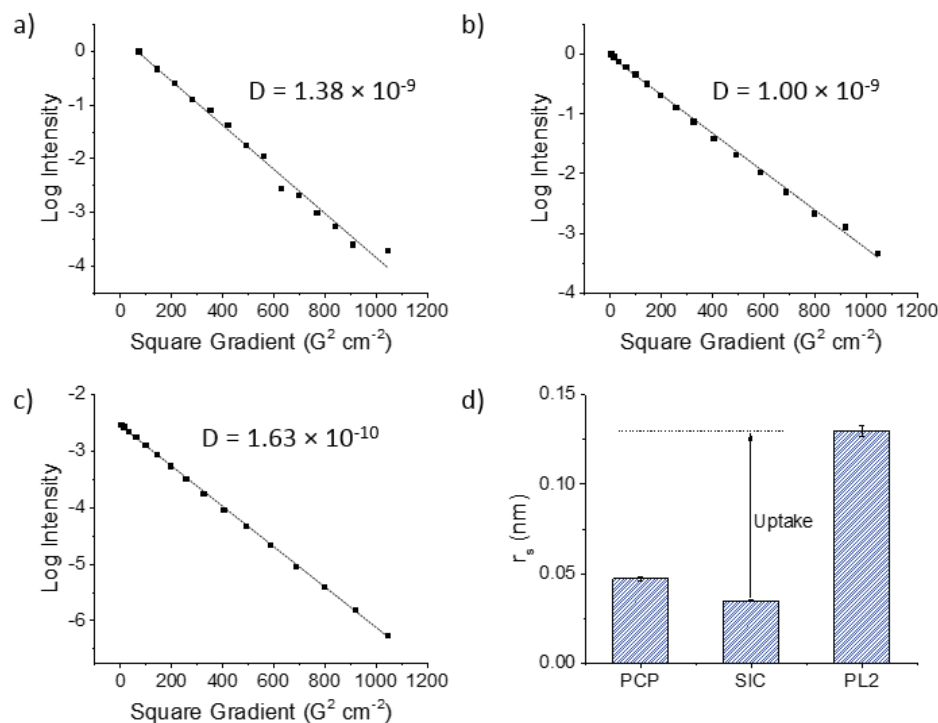 a)
D = 1.38 × 10⁻⁹
Log Intensity
0
-1
-2
-3
-4
0 200 400 600 800 1000 1200
Square Gradient (G² cm⁻²)
b)
D = 1.00 × 10⁻⁹
Log Intensity
0
-1
-2
-3
-4
0 200 400 600 800 1000 1200
Square Gradient (G² cm⁻²)
c)
D = 1.63 × 10⁻¹⁰
Log Intensity
-2
-3
-4
-5
-6
0 200 400 600 800 1000 1200
Square Gradient (G² cm⁻²)
d)
rₛ (nm)
0.15
0.10
0.05
0.00
Uptake
PCP SIC PL2